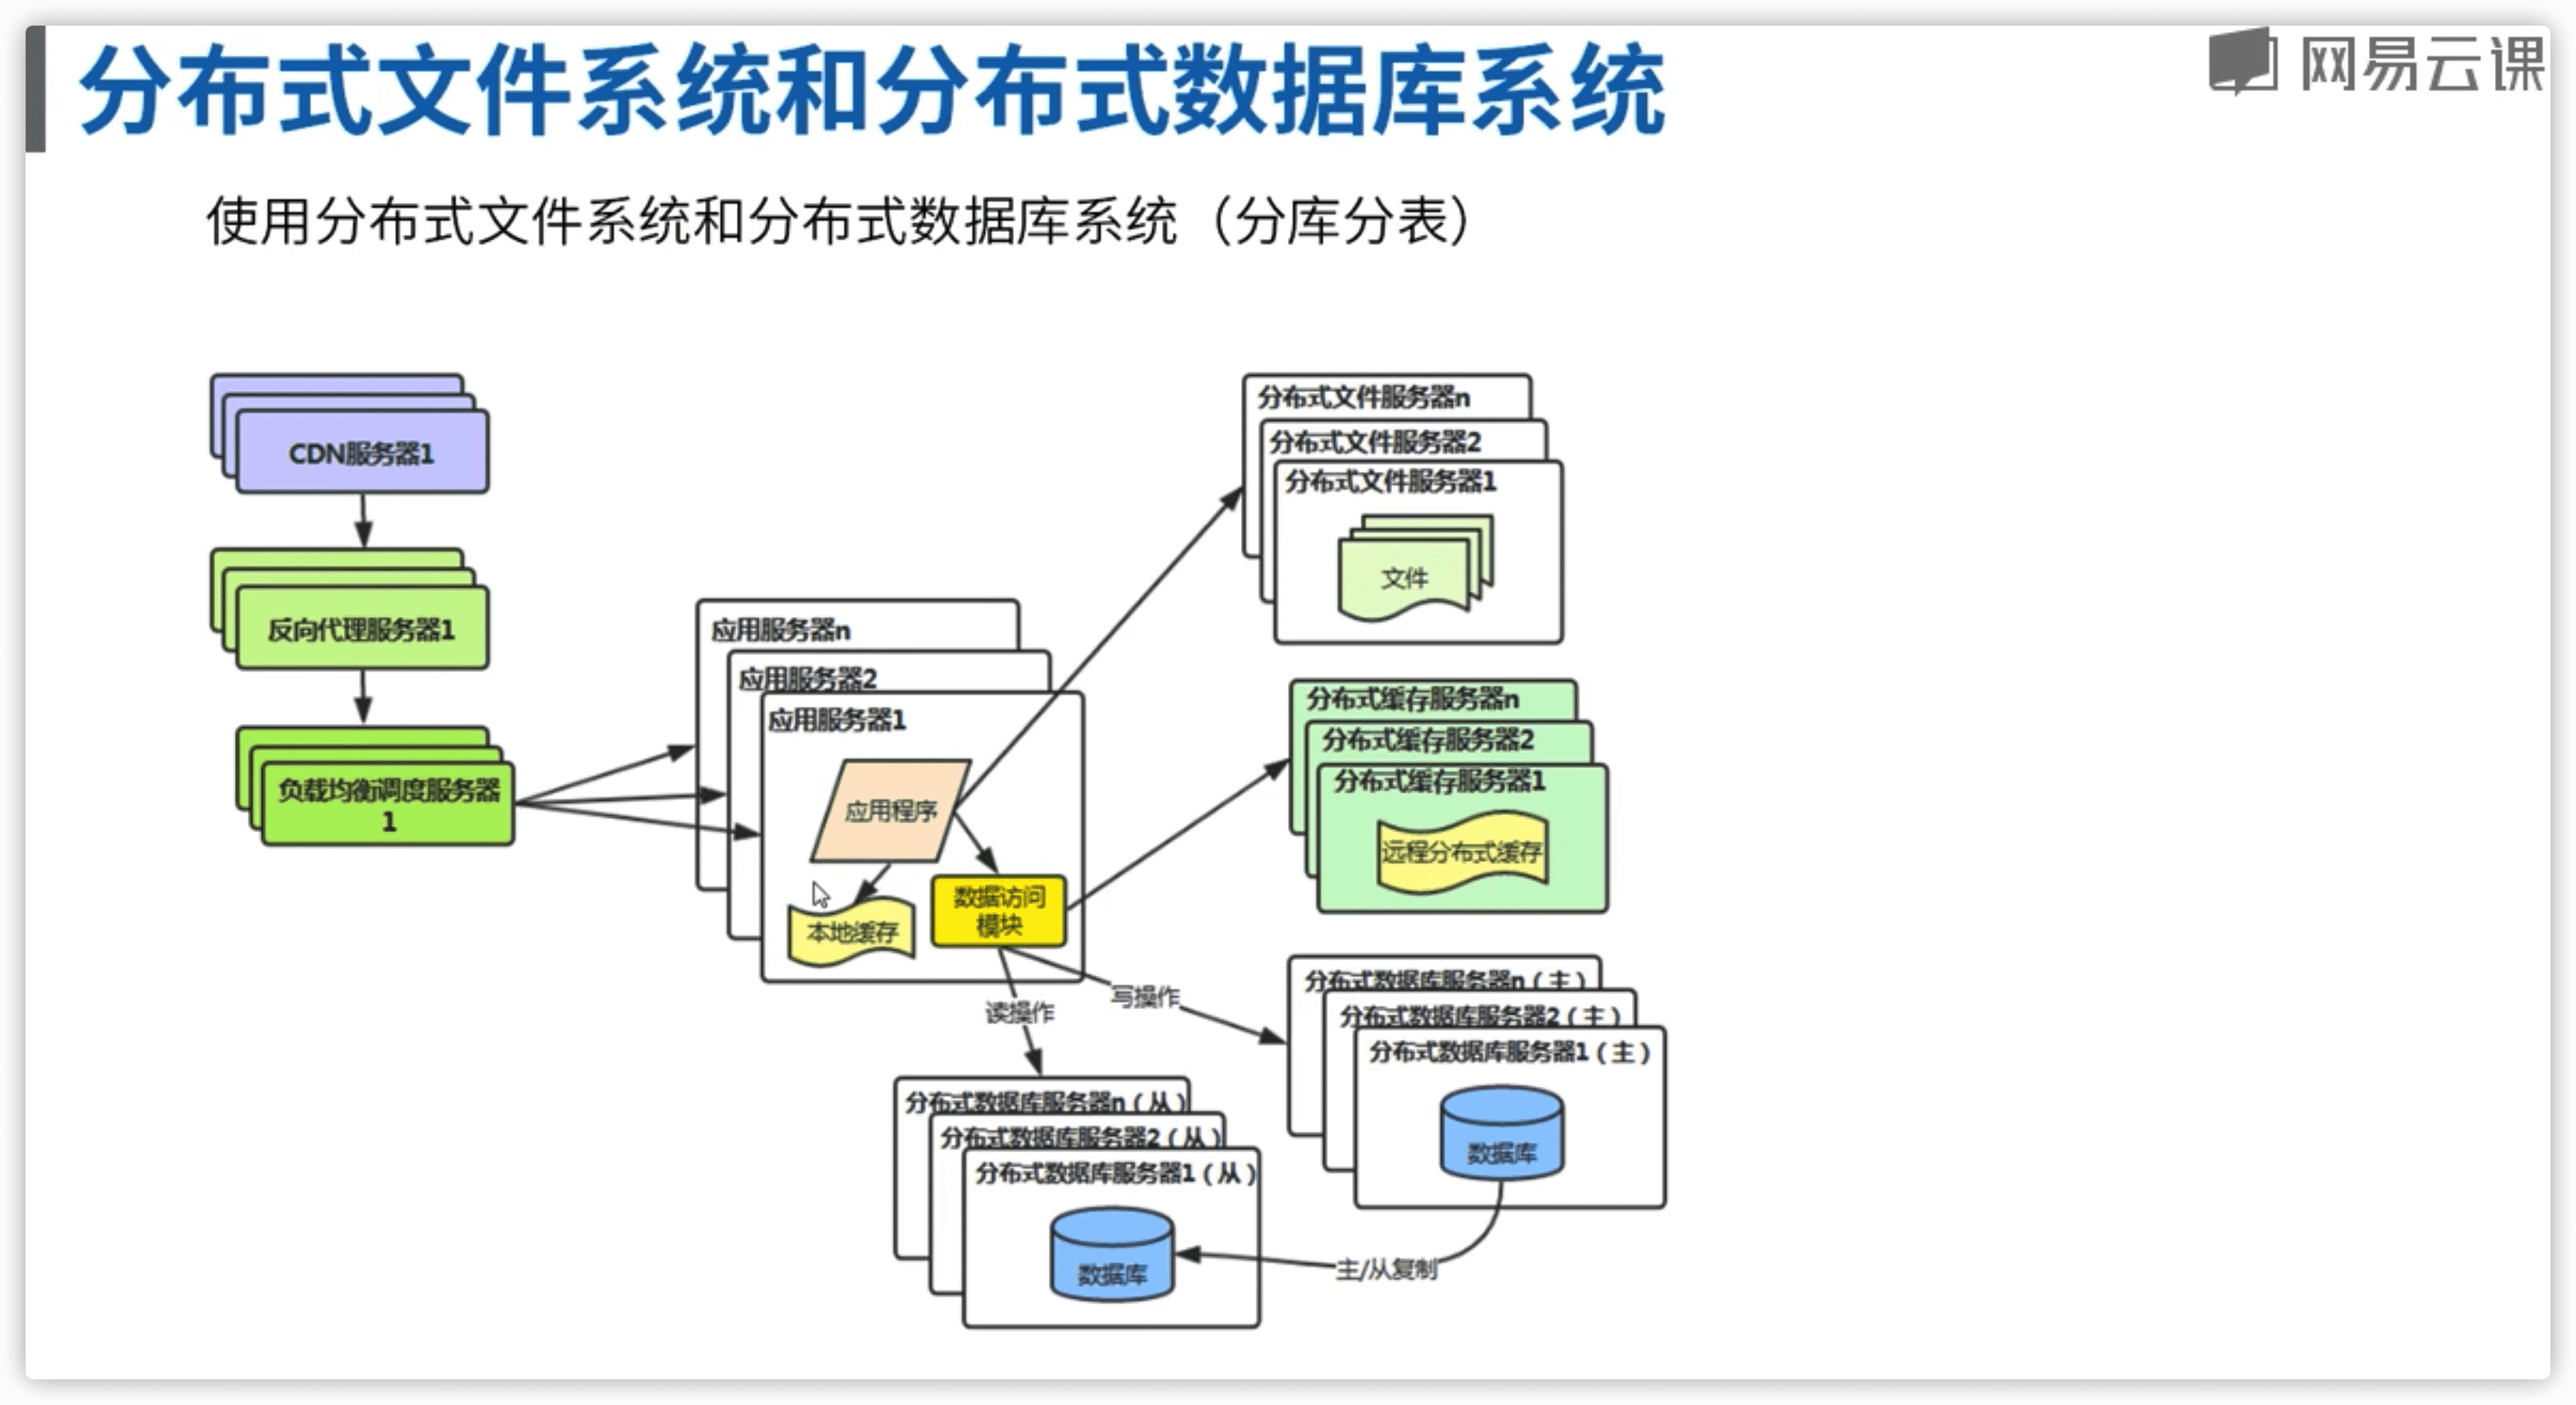 分布式文件系统和分布式数据库系统
网易云课
使用分布式文件系统和分布式数据库系统（分库分表）
CDN服务器1
反向代理服务器1
负载均衡调度服务器
1
应用服务器n
应用服务器2
应用服务器1
应用程序
本地缓存
数据访问
模块
分布式文件服务器n
分布式文件服务器2
分布式文件服务器1
文件
分布式缓存服务器n
分布式缓存服务器2
分布式缓存服务器1
远程分布式缓存
读操作
写操作
分布式数据库服务器n（主）
分布式数据库服务器2（主）
分布式数据库服务器1（主）
数据库
分布式数据库服务器n（从）
分布式数据库服务器2（从）
分布式数据库服务器1（从）
数据库
主/从复制